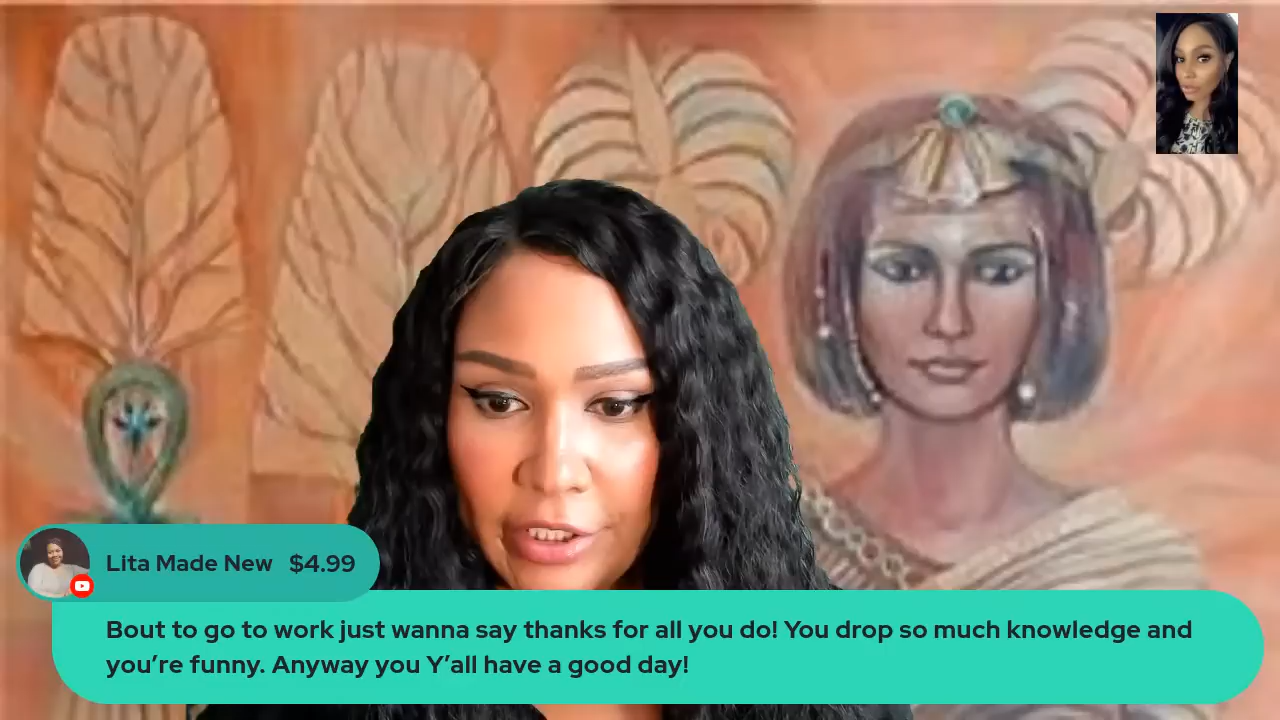 Lita Made New $4.99
Bout to go to work just wanna say thanks for all you do! You drop so much knowledge and
you’re funny. Anyway you Y’all have a good day!